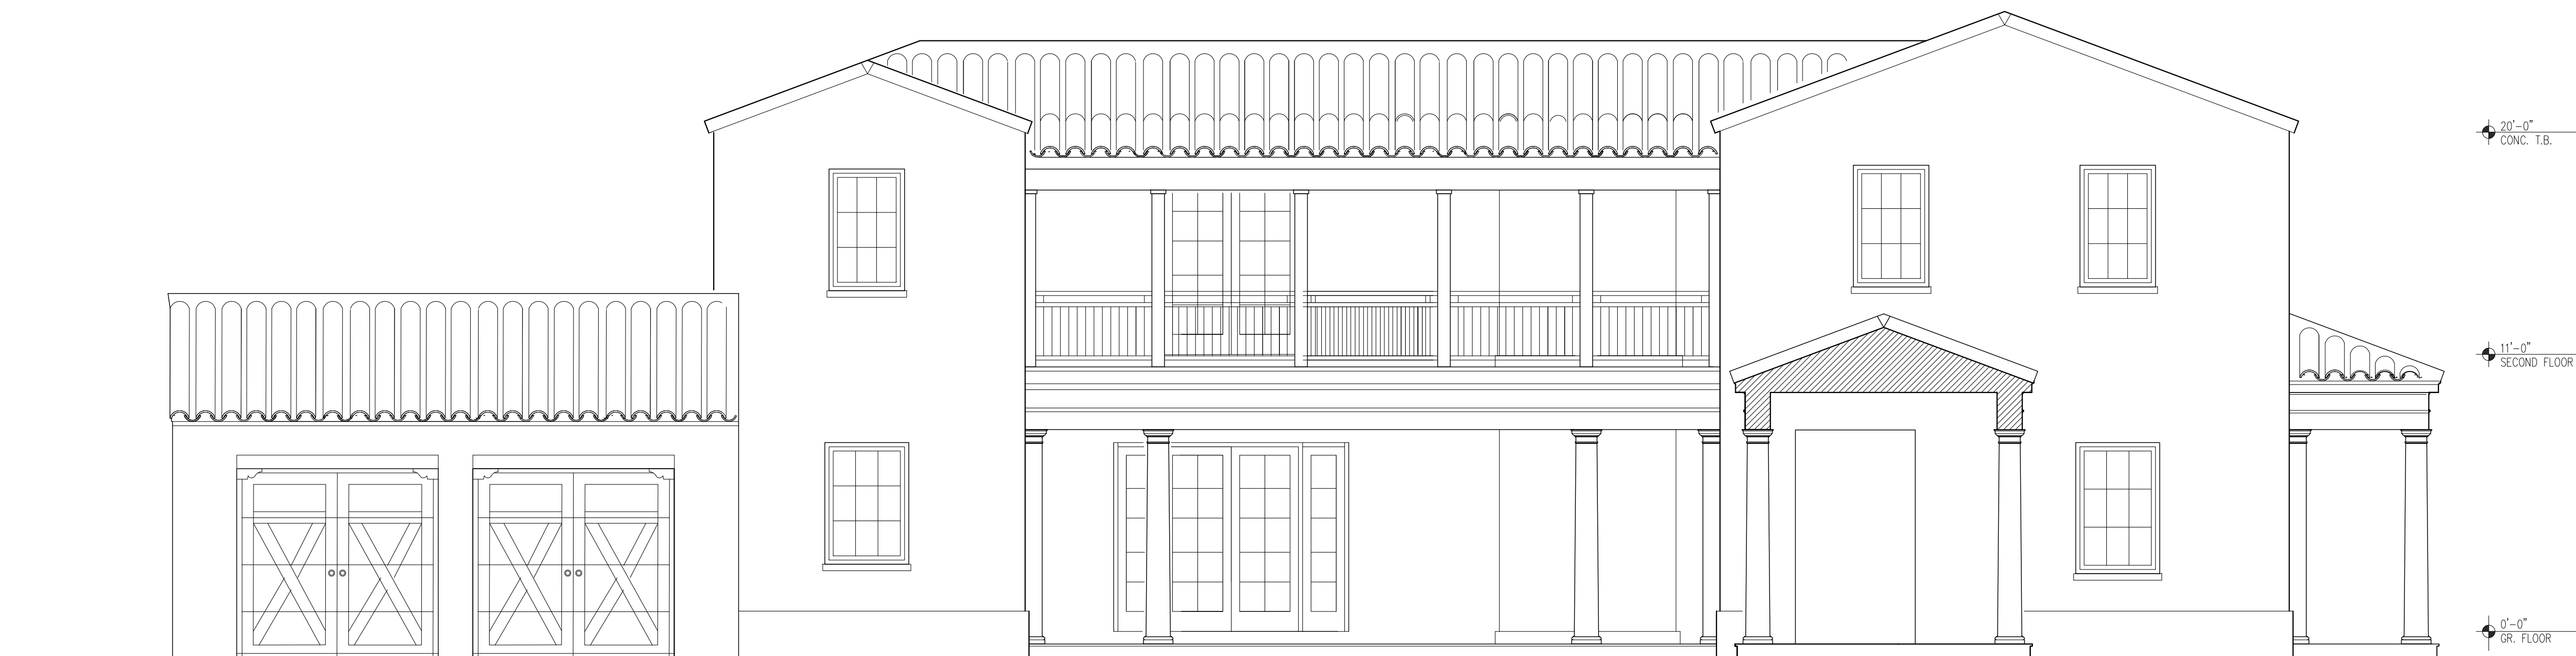 20'-0"
CONC. T.B.
11'-0"
SECOND FLOOR
0'-0"
GR. FLOOR